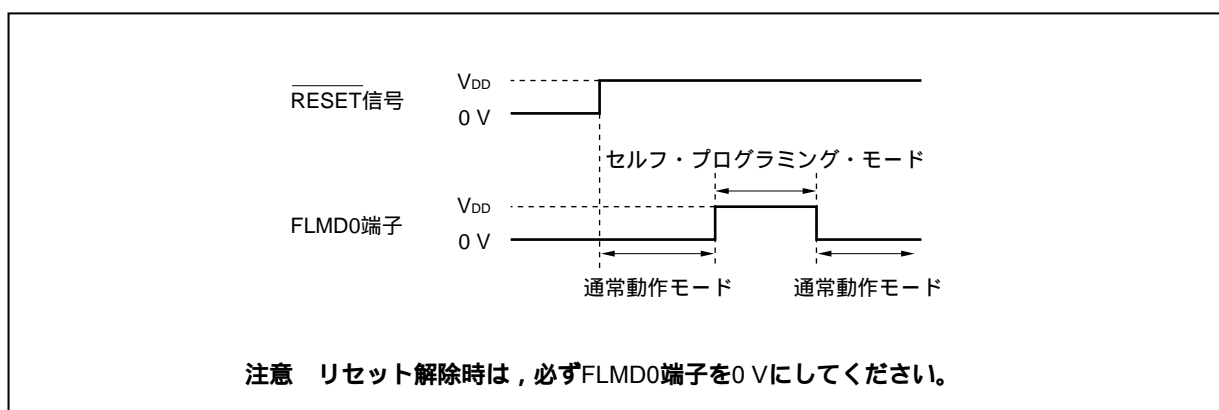 VDD
RESET信号
0 V
セルフ・プログラミング・モード
VDD
FLMD0端子
0 V
通常動作モード 通常動作モード
注意 リセット解除時は，必ずFLMD0端子を0 Vにしてください。